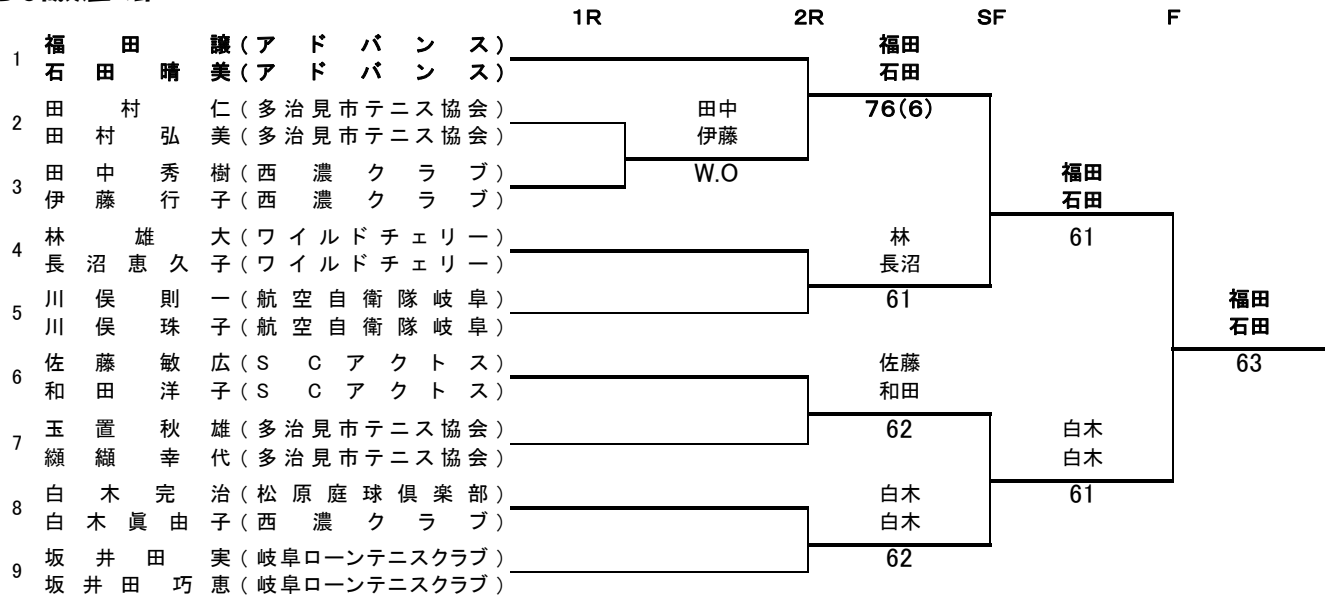 1R 2R SF F
1 福田 譲(アドバンス) 福田
石田晴美(アドバンス) 石田
2 田村 仁(多治見市テニス協会) 田中 76(6)
田村弘美(多治見市テニス協会) 伊藤
3 田中秀樹(西濃クラブ) W.O 福田
伊藤行子(西濃クラブ) 石田
4 林 雄大(ワイルドチェリー) 林 61
長沼恵久子(ワイルドチェリー) 長沼
5 川俣則一(航空自衛隊岐阜) 61 福田
川俣珠子(航空自衛隊岐阜) 石田
6 佐藤敏広(SCアクトス) 佐藤 63
和田洋子(SCアクトス) 和田
7 玉置秋雄(多治見市テニス協会) 62 白木
纐纈幸代(多治見市テニス協会) 白木
8 白木完治(松原庭球倶楽部) 白木 61
白木眞由子(西濃クラブ) 白木
9 坂井田 実(岐阜ローンテニスクラブ) 62
坂井田巧恵(岐阜ローンテニスクラブ)